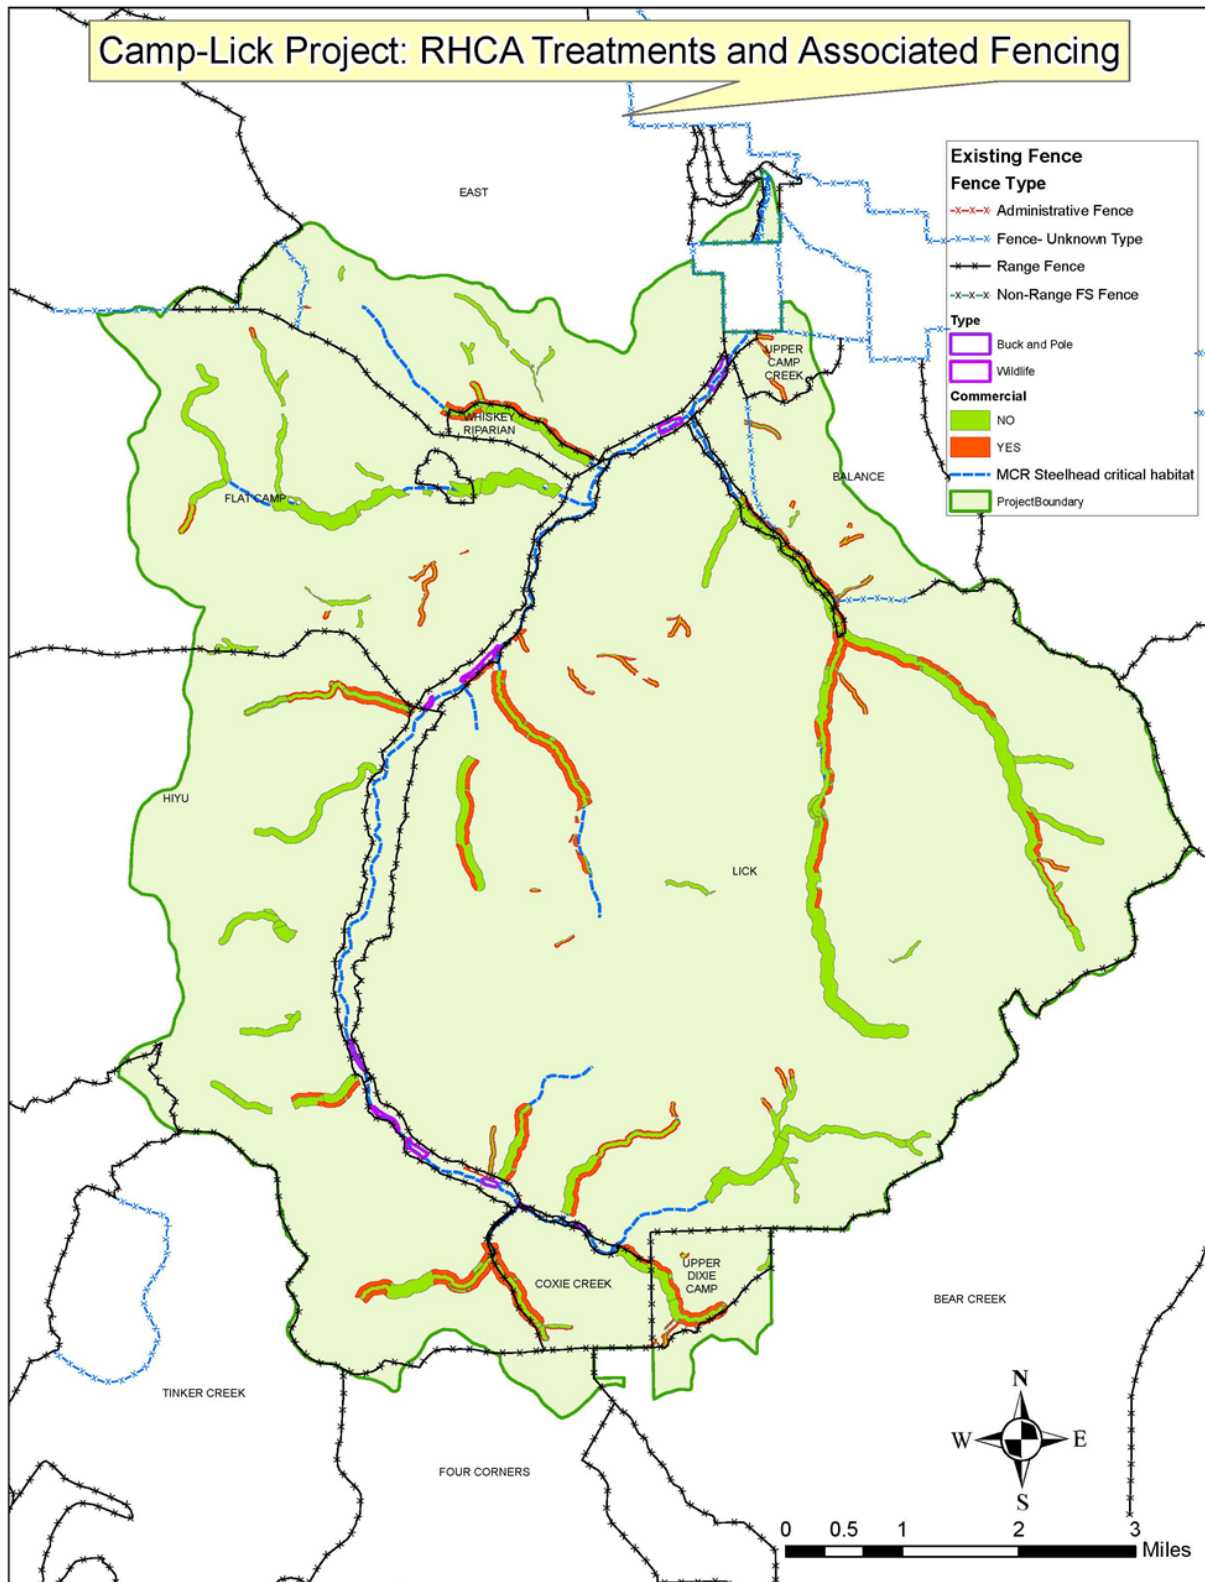 Camp-Lick Project: RHCA Treatments and Associated Fencing
EAST
Existing Fence
Fence Type
Administrative Fence
Fence- Unknown Type
Range Fence
Non-Range FS Fence
Type
Buck and Pole
Wildlife
Commercial
NO
YES
MCR Steelhead critical habitat
ProjectBoundary
UPPER
CAMP
CREEK
WHISKEY
RIPARIAN
FLAT CAMP
BALANCE
HIYU
LICK
COXIE CREEK
UPPER
DIXIE
CAMP
BEAR CREEK
TINKER CREEK
FOUR CORNERS
N
W
E
S
0 0.5 1 2 3
Miles